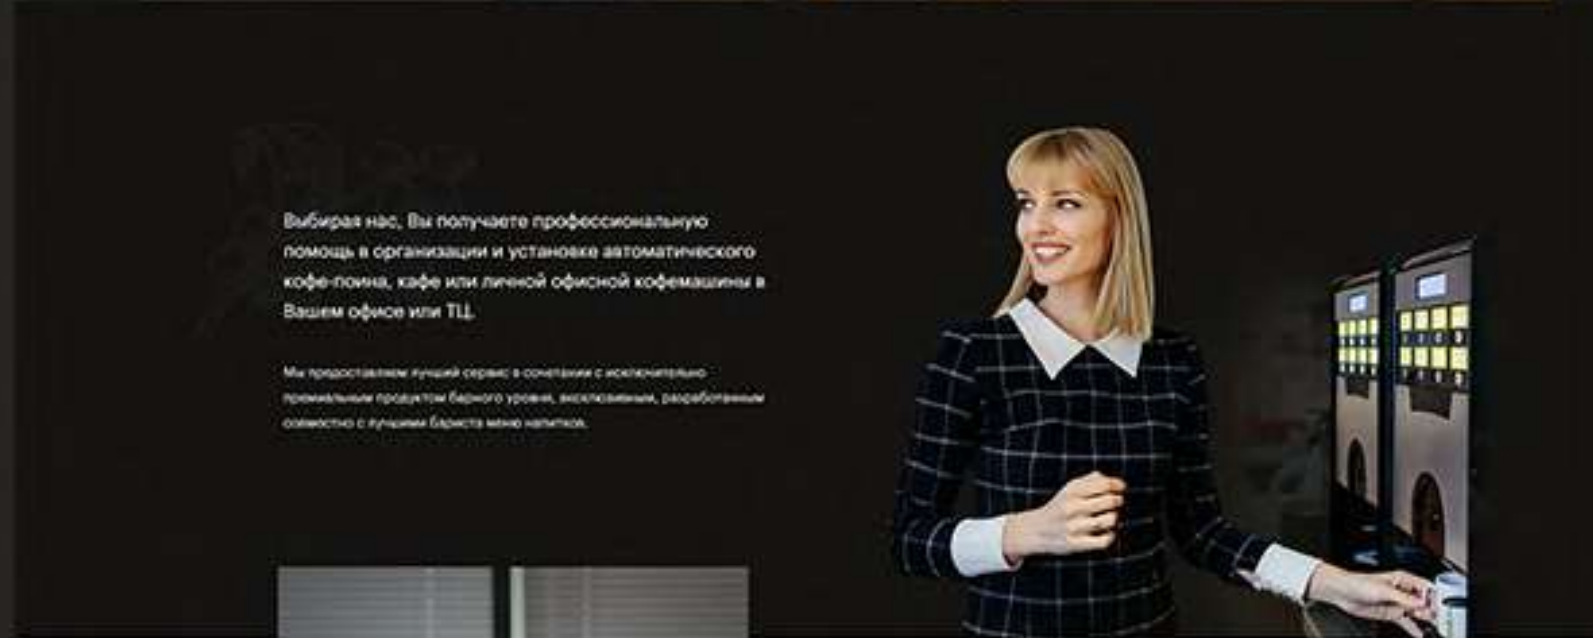 Выбирая нас, Вы получаете профессиональную
помощь в организации и установке автоматического
кофе-поина, кафе или личной офисной кофемашины в
Вашем офисе или ТЦ.
Мы предоставляем лучший сервис в сочетании с исключительно
премиальным продуктом барного уровня, эксклюзивным, разработанным
совместно с лучшими бариста меню напитков.